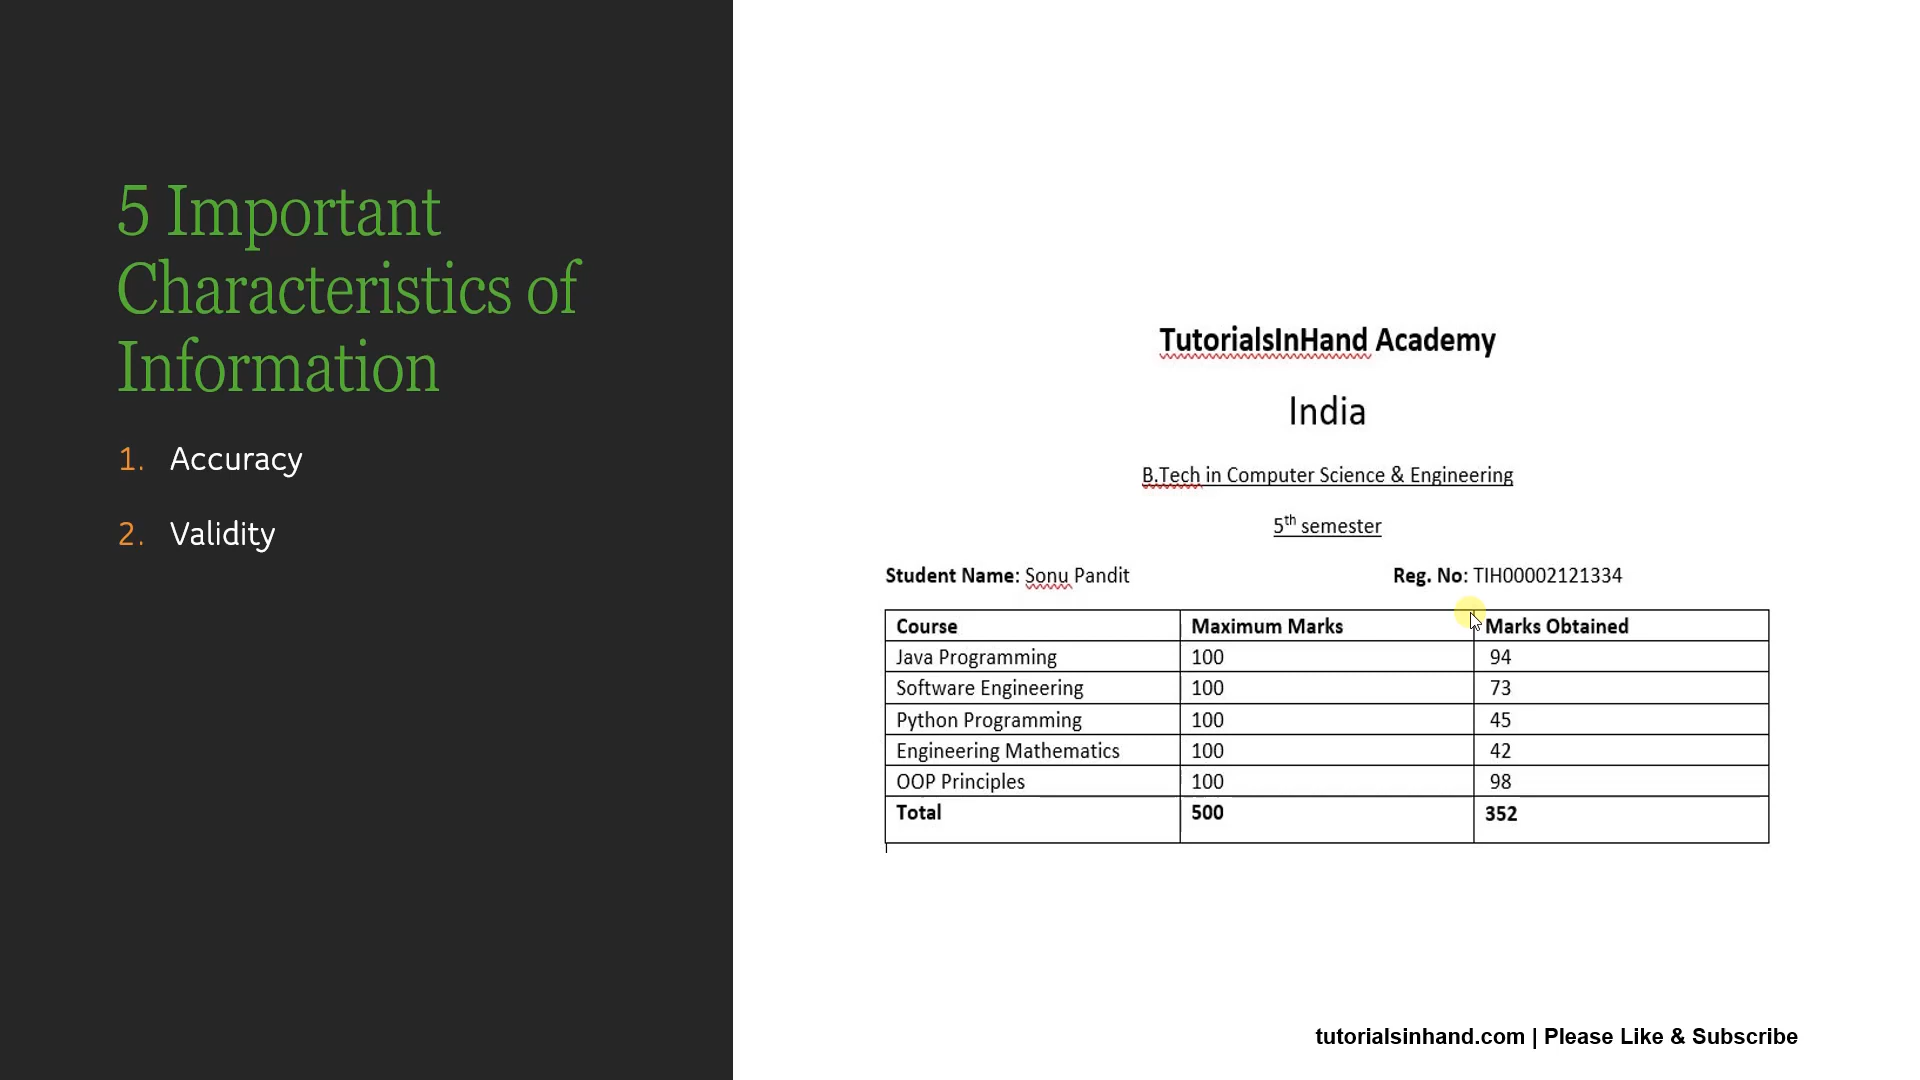 5 Important
Characteristics of
Information
1. Accuracy
2. Validity
TutorialsInHand Academy
India
B.Tech in Computer Science & Engineering
5th semester
Student Name: Sonu Pandit Reg. No: TIH00002121334
Course Maximum Marks Marks Obtained
Java Programming 100 94
Software Engineering 100 73
Python Programming 100 45
Engineering Mathematics 100 42
OOP Principles 100 98
Total 500 352
tutorialsinhand.com | Please Like & Subscribe